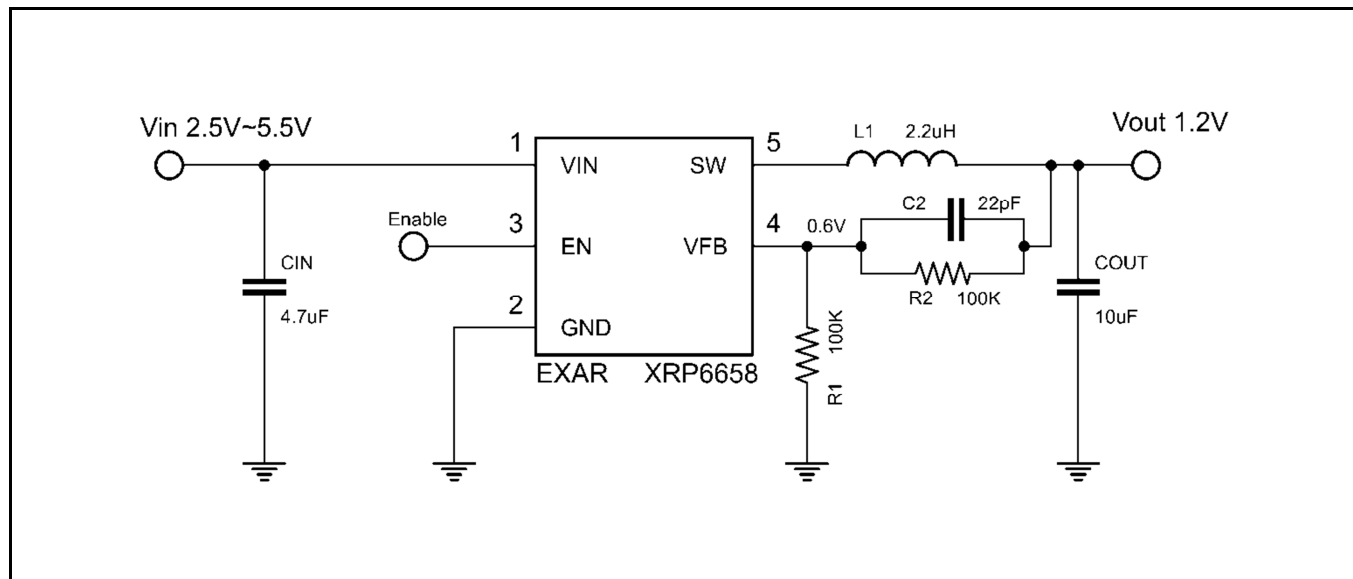 Vin 2.5V~5.5V
Vout 1.2V
L1 2.2uH
1
VIN
SW
5
C2 22pF
Enable
3
EN
VFB
4
0.6V
CIN
COUT
R2 100K
4.7uF
10uF
2
GND
100K
R1
EXAR XRP6658